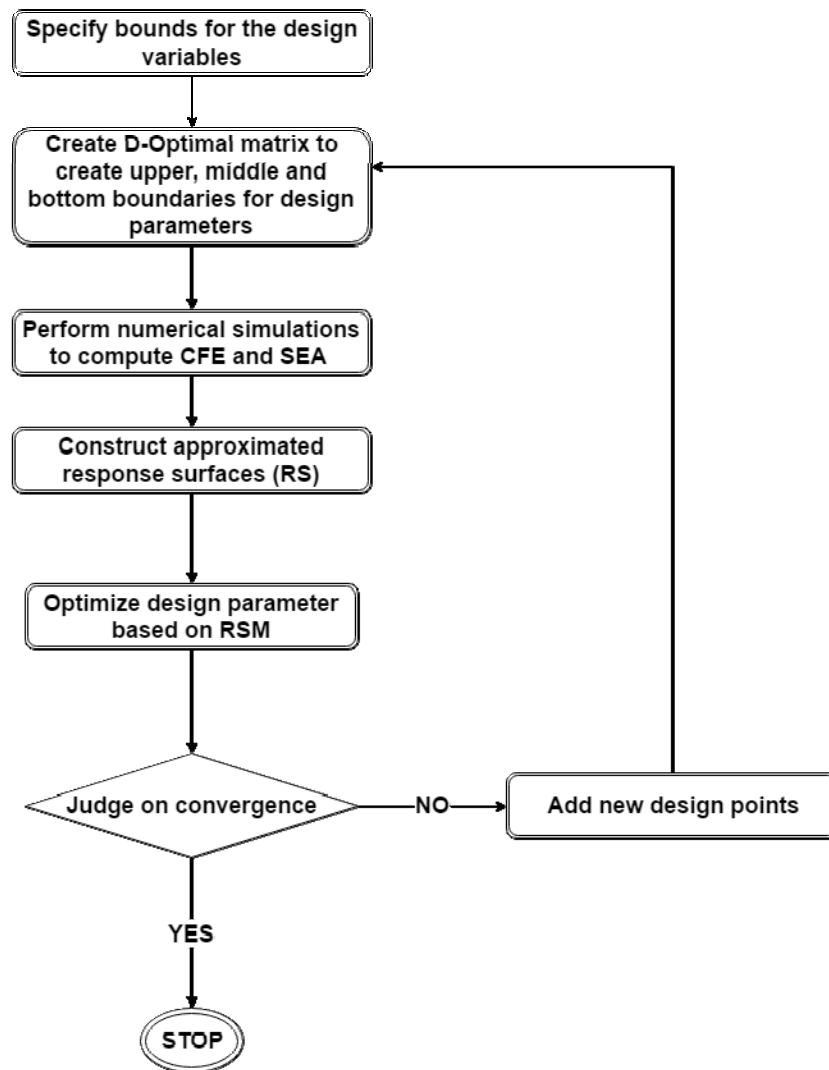 Specify bounds for the design
variables
Create D-Optimal matrix to
create upper, middle and
bottom boundaries for design
parameters
Perform numerical simulations
to compute CFE and SEA
Construct approximated
response surfaces (RS)
Optimize design parameter
based on RSM
Judge on convergence
NO
Add new design points
YES
STOP